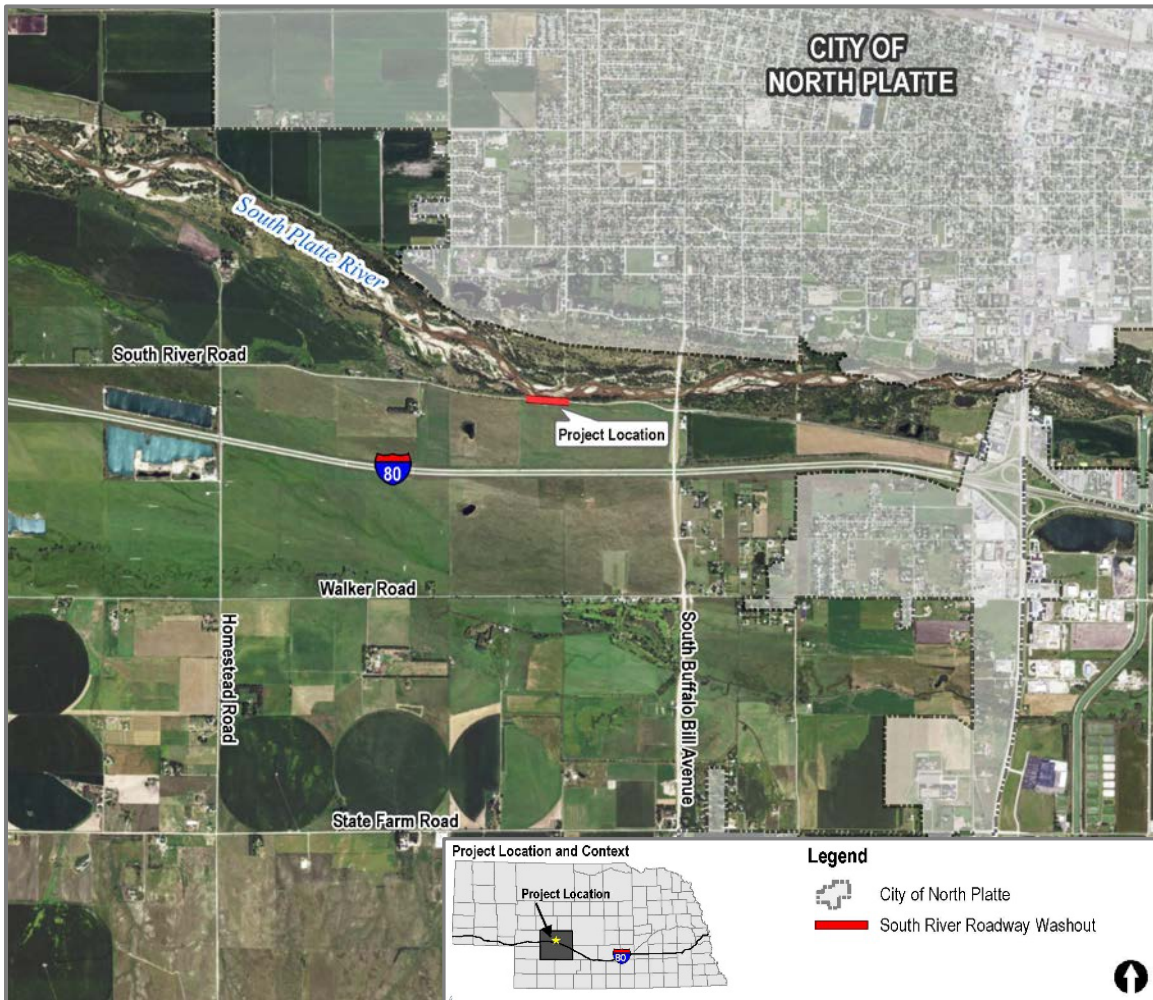 CITY OF
NORTH PLATTE
South Platte River
South River Road
Project Location
80
Walker Road
Homestead Road
South Buffalo Bill Avenue
State Farm Road
Project Location and Context
Project Location
80
Legend
City of North Platte
South River Roadway Washout